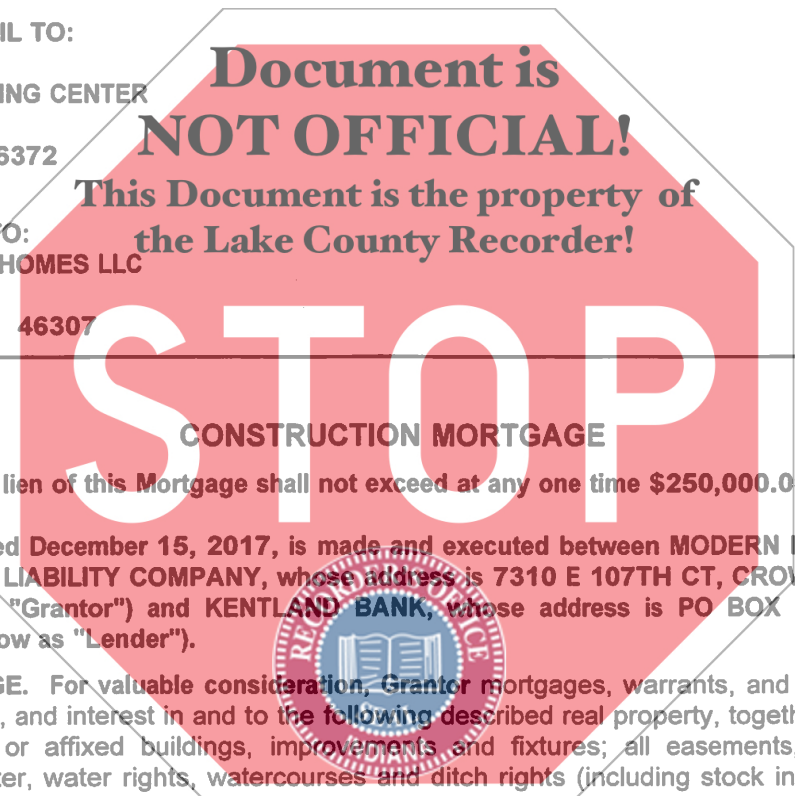 IL TO:
Document is
ING CENTER
NOT OFFICIAL!
6372
This Document is the property of
O:
the Lake County Recorder!
HOMES LLC
46307
STOP
CONSTRUCTION MORTGAGE
lien of this Mortgage shall not exceed at any one time $250,000.0
ed December 15, 2017, is made and executed between MODERN
LIABILITY COMPANY, whose address is 7310 E 107TH CT, CROW
"Grantor") and KENTLAND BANK, whose address is PO BOX
ow as "Lender").
RECORDER'S OFFICE
GE. For valuable consideration, Grantor mortgages, warrants, and
, and interest in and to the following described real property, togeth
or affixed buildings, improvements and fixtures; all easements,
INDIANA
ter, water rights, watercourses and ditch rights (including stock in